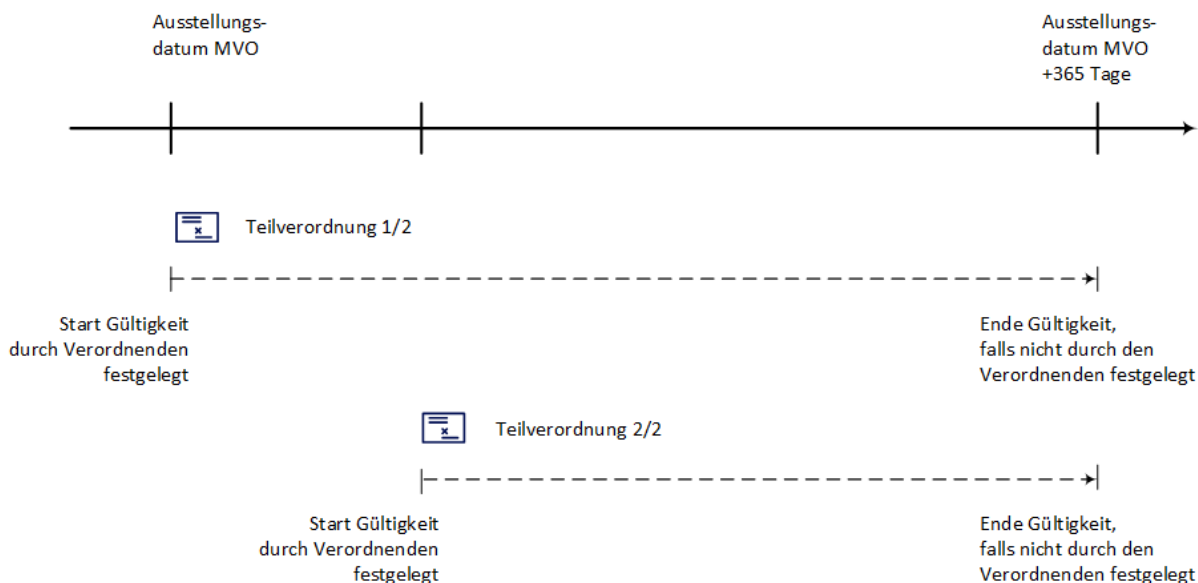 Ausstellungs-
datum MVO
Ausstellungs-
datum MVO
+365 Tage
Teilverordnung 1/2
Start Gültigkeit
durch Verordnenden
festgelegt
Ende Gültigkeit,
falls nicht durch den
Verordnenden festgelegt
Teilverordnung 2/2
Start Gültigkeit
durch Verordnenden
festgelegt
Ende Gültigkeit,
falls nicht durch den
Verordnenden festgelegt